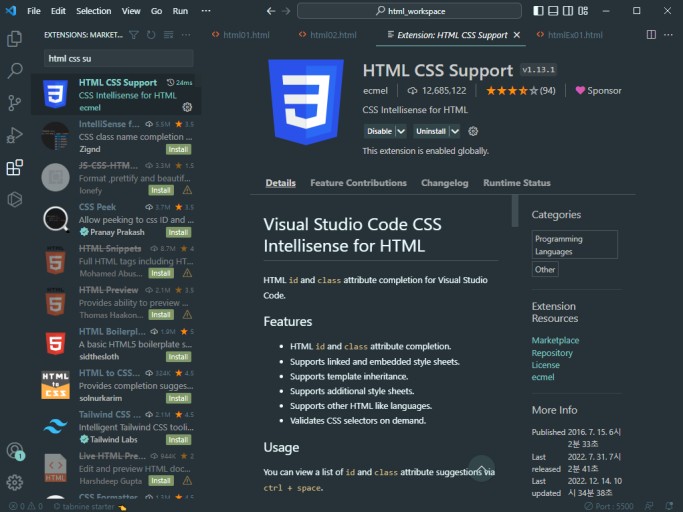 File Edit Selection View Go Run ···
html_workspace
EXTENSIONS: MARKET...
html01.html
html02.html
Extension: HTML CSS Support
htmlEx01.html
html css su
HTML CSS Support 24ms
CSS Intellisense for HTML
ecmel
IntelliSense f... 5.5M 3.5
CSS class name completion ...
Zignd Install
JS-CSS-HTM... 3.3M 1.5
Format ,prettify and beautif...
lonefy Install
CSS Peek 3.7M 3.5
Allow peeking to css ID and ...
Pranay Prakash Install
HTML Snippets 8.7M 4
Full HTML tags including HT...
Mohamed Abus... Install
HTML Preview 2.1M 3.5
Provides ability to preview ...
Thomas Haakon... Install
HTML Boilerpl... 1.9M 5
A basic HTML5 boilerplate s...
sidthesloth Install
HTML to CSS... 324K 4.5
Provides completion sugges...
solnurkarim Install
Tailwind CSS ... 2.1M 4.5
Intelligent Tailwind CSS tooli...
Tailwind Labs Install
Live HTML Pre... 944K 2
Edit and preview HTML doc...
Harshdeep Gupta Install
CSS Formatter
HTML CSS Support v1.13.1
ecmel 12,685,122 (94) Sponsor
CSS Intellisense for HTML
Disable Uninstall
This extension is enabled globally.
Details Feature Contributions Changelog Runtime Status
Visual Studio Code CSS
Intellisense for HTML
HTML id and class attribute completion for Visual Studio
Code.
Features
• HTML id and class attribute completion.
• Supports linked and embedded style sheets.
• Supports template inheritance.
• Supports additional style sheets.
• Supports other HTML like languages.
• Validates CSS selectors on demand.
Usage
You can view a list of id and class attribute suggestions via
ctrl + space.
Categories
Programming
Languages
Other
Extension
Resources
Marketplace
Repository
License
ecmel
More Info
Published 2016. 7. 15. 6시
2분 33초
Last 2022. 7. 31. 7시
released 2분 41초
Last 2022. 12. 14. 10
updated 시 34분 38초
1
0 0 tabnine starter
Port : 5500